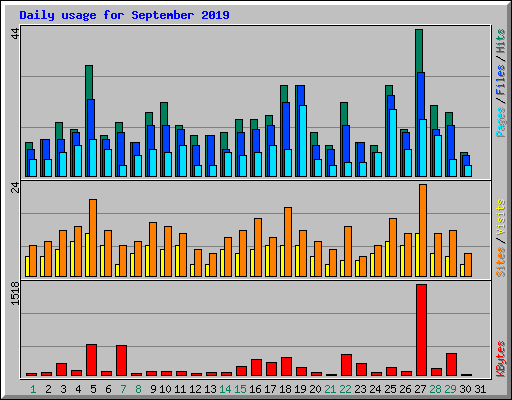 Daily usage for September 2019
44
Pages / Files / Hits
24
Sites / Visits
1518
KBytes
1 2 3 4 5 6 7 8 9 10 11 12 13 14 15 16 17 18 19 20 21 22 23 24 25 26 27 28 29 30 31